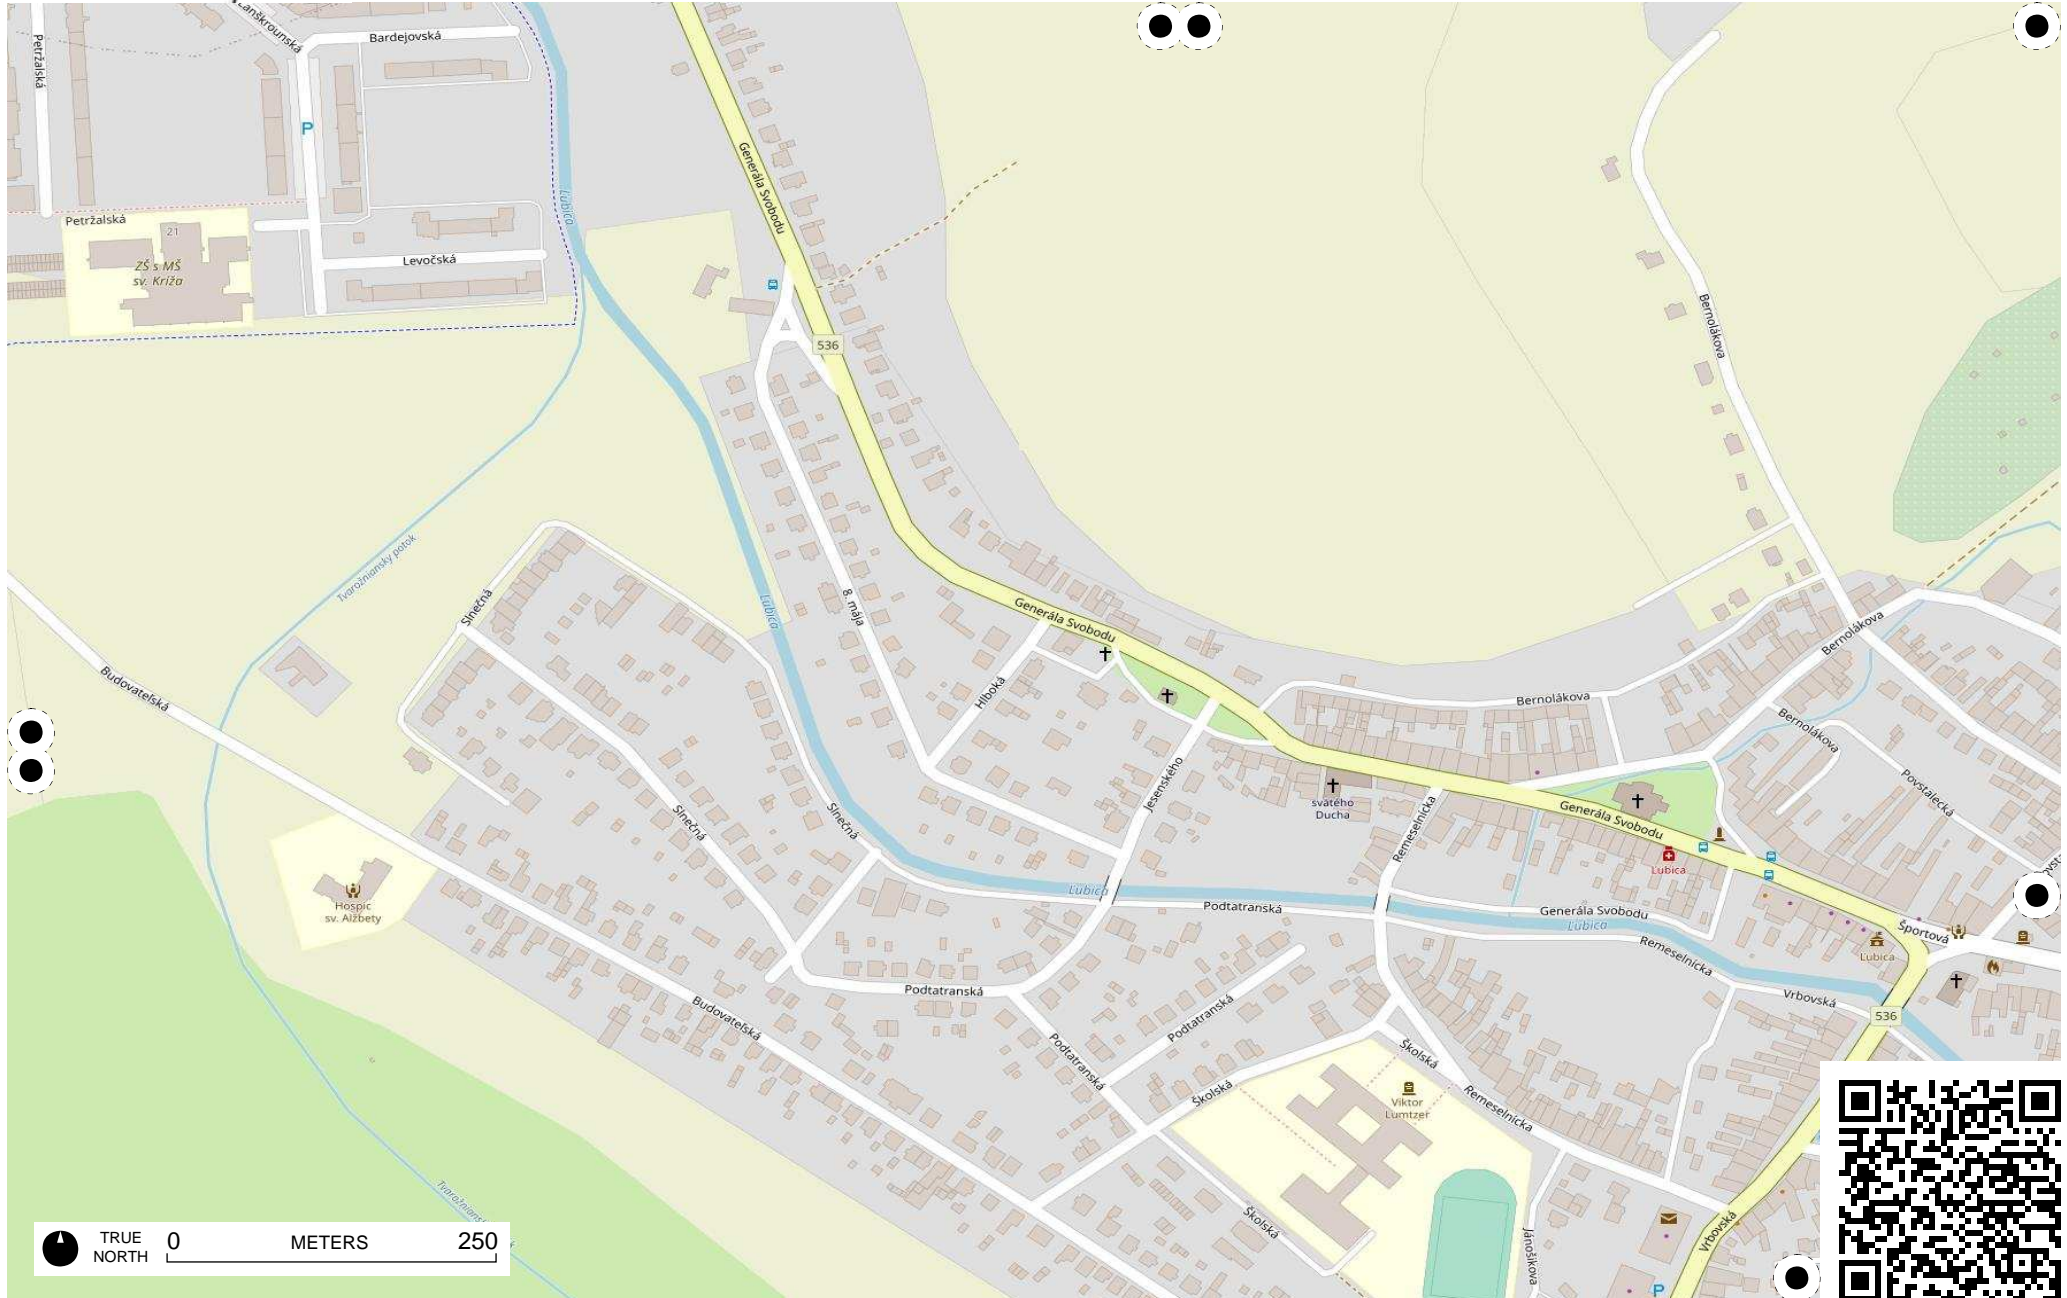 Lanškrounská
Bardejovská
Petržalská
P
Generála Svobodu
Ľubica
Petržalská
21
ZŠ s MŠ
sv. Kríža
Levočská
Bernolákova
536
Tvarožniansky potok
Slnečná
8. mája
Ľubica
Generála Svobodu
Bernolákova
Budovateľská
Hlboká
Bernolákova
Bernolákova
Jesenského
Povstalecká
svätého
Ducha
Slnečná
Slnečná
Remeselnícka
Generála Svobodu
Ľubica
Hospic
sv. Alžbety
Ľubica
Podtatranská
Generála Svobodu
Ľubica
Športová
Remeselnícka
Ľubica
Podtatranská
Vrbovská
Budovateľská
Podtatranská
536
Podtatranská
Školská
Školská
Viktor
Lumtzer
Remeselnícka
Školská
Jánošíkova
Vrbovská
P
TRUE
NORTH
0 METERS 250